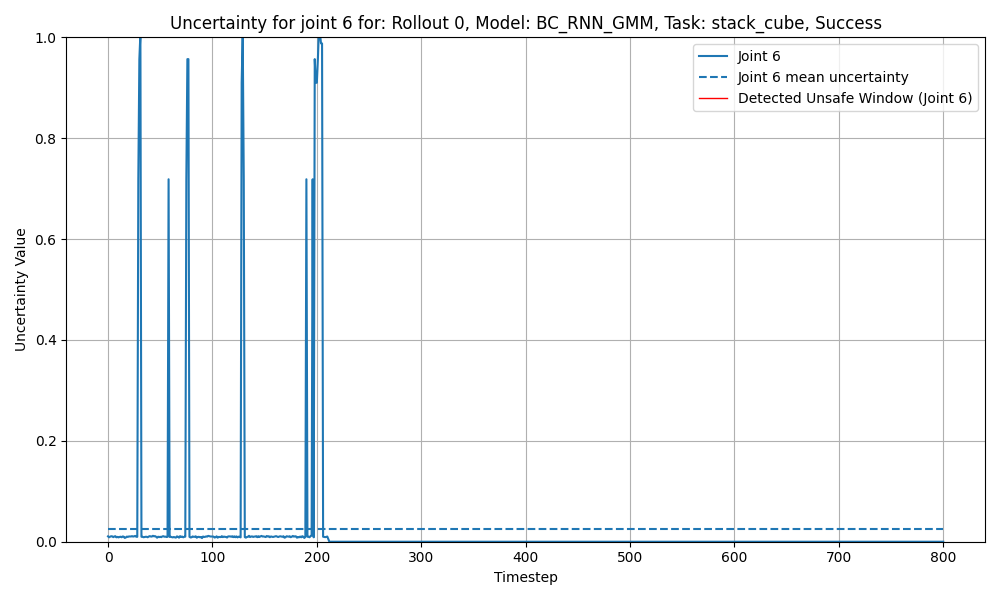 Uncertainty for joint 6 for: Rollout 0, Model: BC_RNN_GMM, Task: stack_cube, Success
Joint 6
Joint 6 mean uncertainty
Detected Unsafe Window (Joint 6)
Uncertainty Value
1.0
0.8
0.6
0.4
0.2
0.0
0 100 200 300 400 500 600 700 800
Timestep